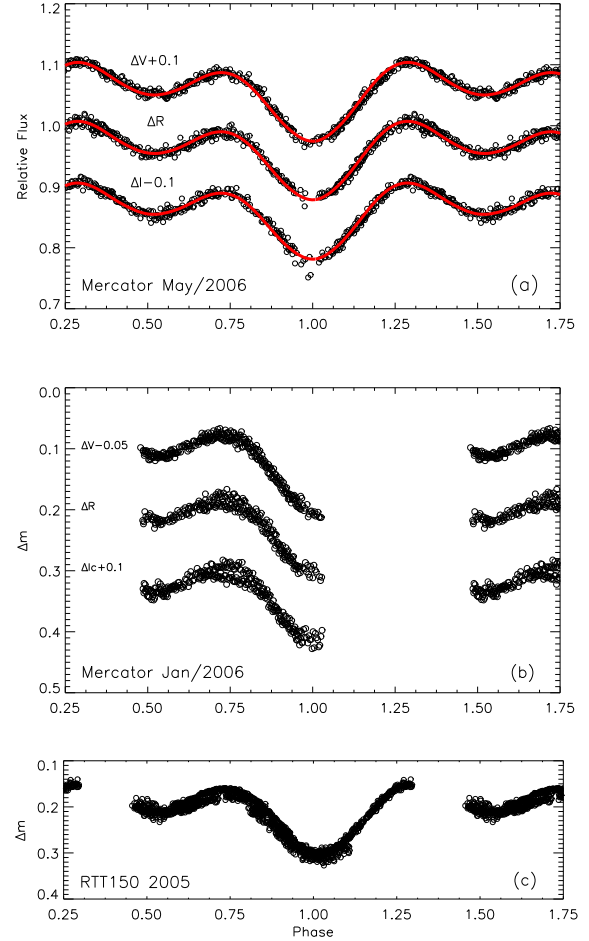 1.2
1.1
1.0
0.9
0.8
0.7
Relative Flux
ΔV+0.1
ΔR
ΔI−0.1
Mercator May/2006
(a)
0.25 0.50 0.75 1.00 1.25 1.50 1.75
0.0
0.1
0.2
0.3
0.4
0.5
Δm
ΔV−0.05
ΔR
ΔIc+0.1
Mercator Jan/2006
(b)
0.25 0.50 0.75 1.00 1.25 1.50 1.75
0.1
0.2
0.3
0.4
Δm
RTT150 2005
(c)
0.25 0.50 0.75 1.00 1.25 1.50 1.75
Phase